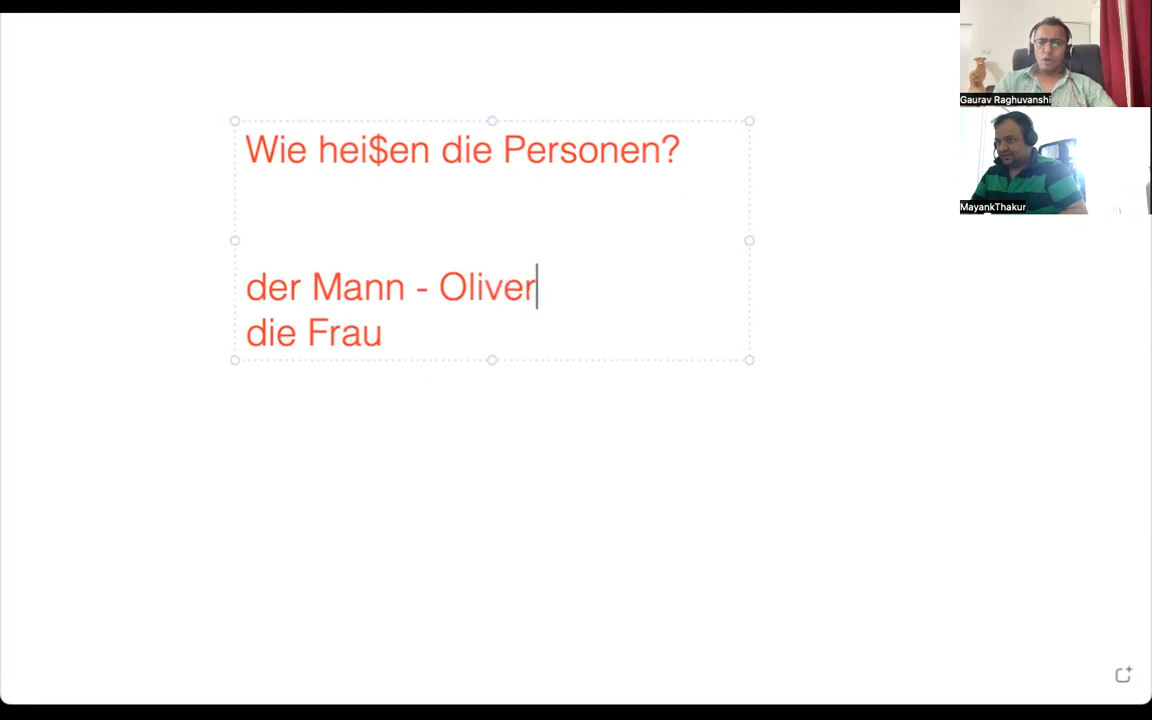 Wie hei$en die Personen?
der Mann - Oliver
die Frau
Gaurav Raghuvanshi
MayankThakur